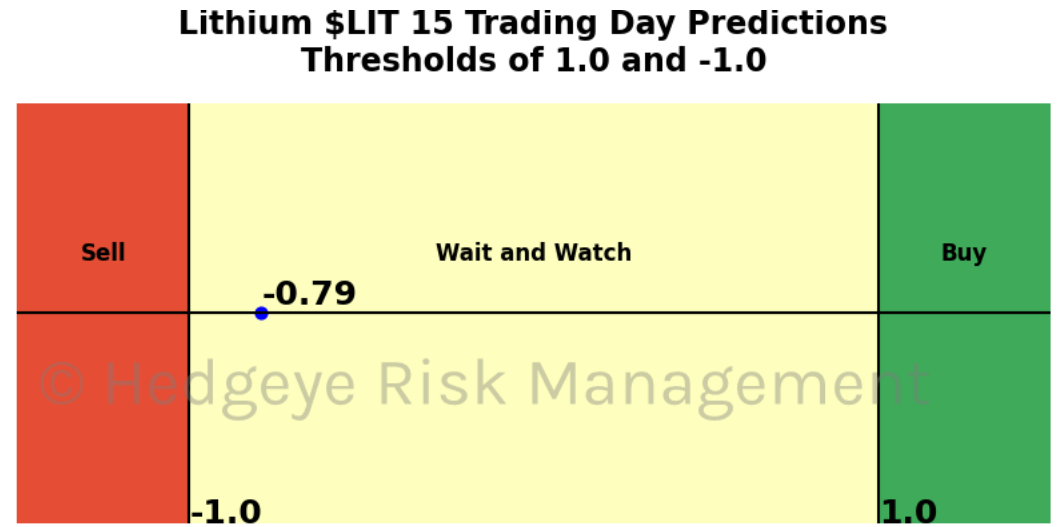 Lithium $LIT 15 Trading Day Predictions
Thresholds of 1.0 and -1.0
Sell
Wait and Watch
Buy
-0.79
© Hedgeye Risk Management
-1.0
1.0